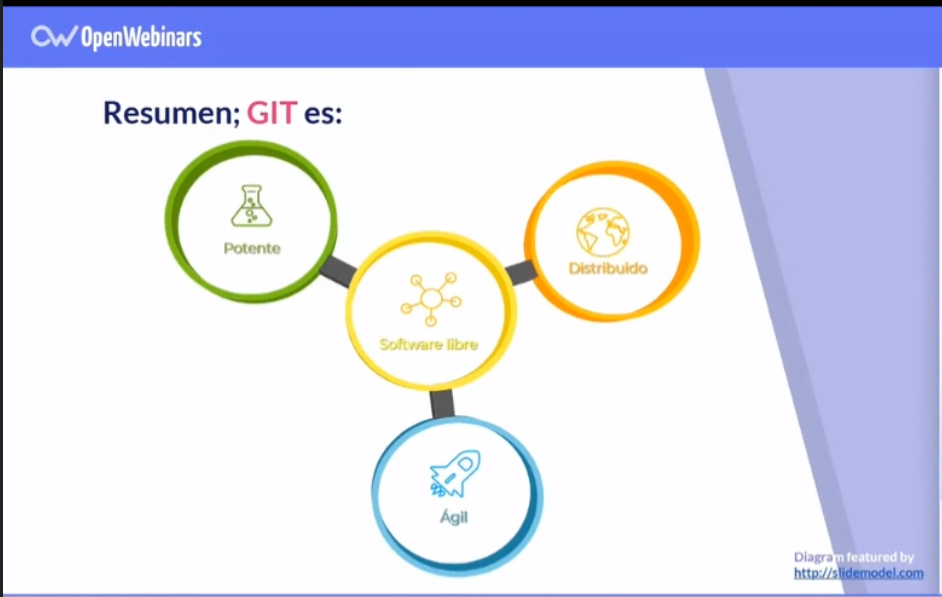 OpenWebinars
Resumen; GIT es:
Potente
Distribuido
Software libre
Ágil
Diagram featured by
http://slidemodel.com